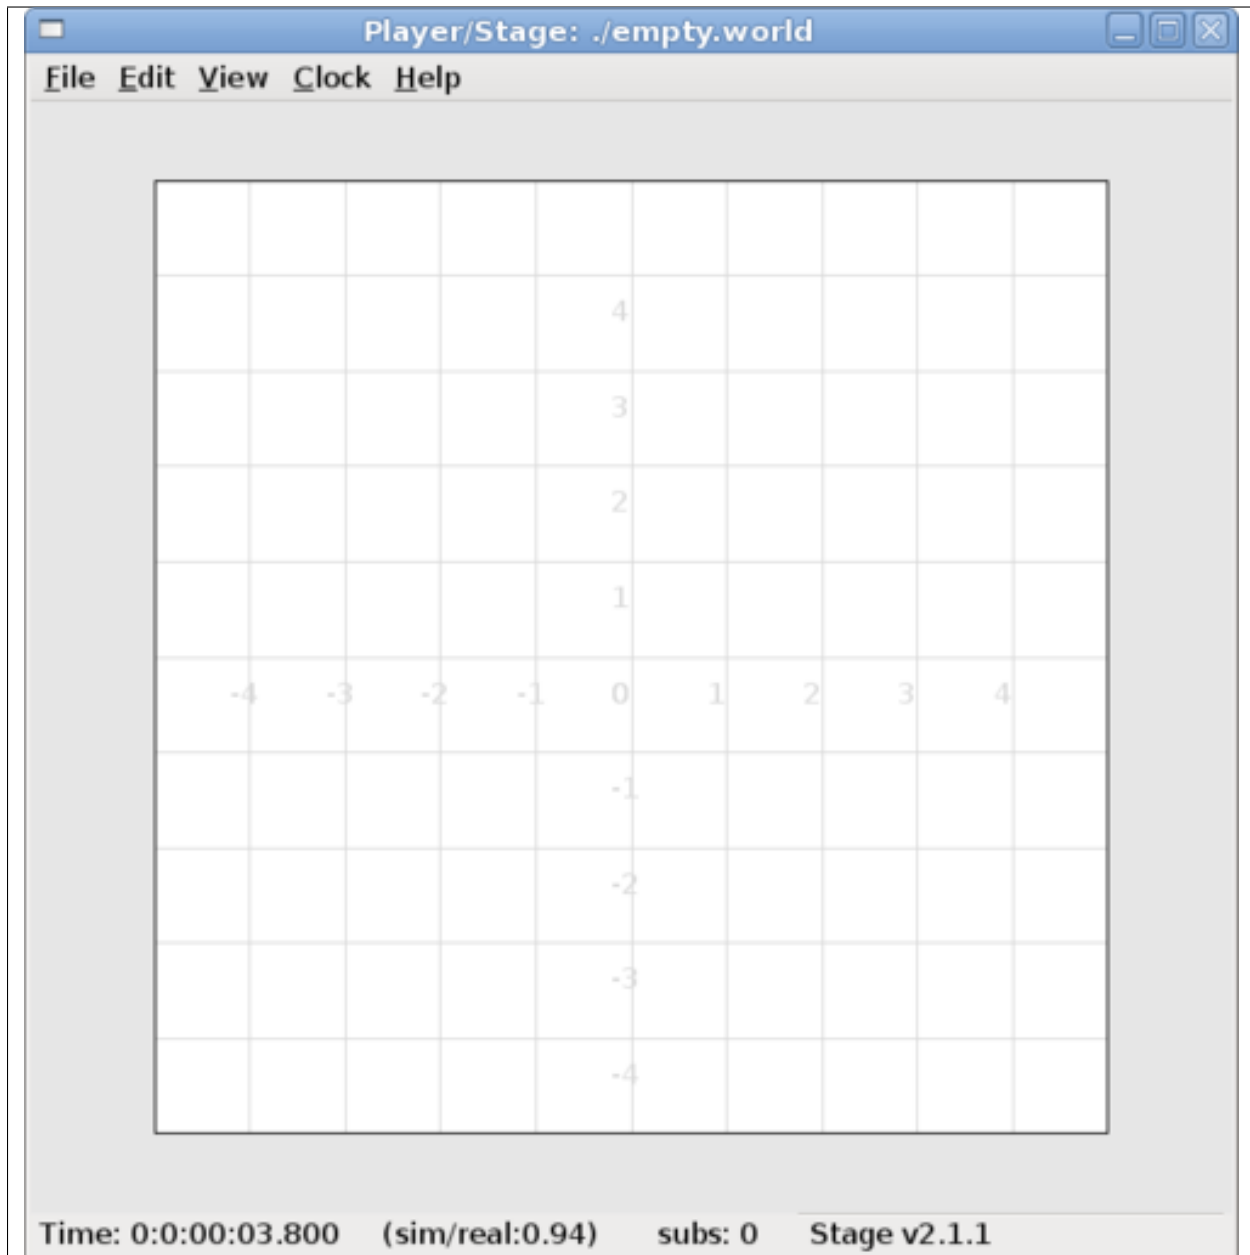 Player/Stage: ./empty.world
File Edit View Clock Help
4
3
2
1
-4 -3 -2 -1 0 1 2 3 4
-1
-2
-3
-4
Time: 0:0:00:03.800 (sim/real:0.94) subs: 0 Stage v2.1.1